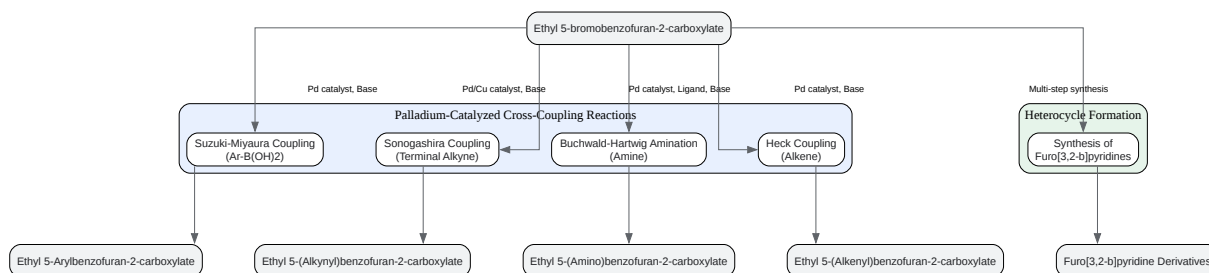 Ethyl 5-bromobenzofuran-2-carboxylate
Pd catalyst, Base
Pd/Cu catalyst, Base
Pd catalyst, Ligand, Base
Pd catalyst, Base
Multi-step synthesis
Palladium-Catalyzed Cross-Coupling Reactions
Heterocycle Formation
Suzuki-Miyaura Coupling
(Ar-B(OH)2)
Sonogashira Coupling
(Terminal Alkyne)
Buchwald-Hartwig Amination
(Amine)
Heck Coupling
(Alkene)
Synthesis of
Furo[3,2-b]pyridines
Ethyl 5-Arylbenzofuran-2-carboxylate
Ethyl 5-(Alkynyl)benzofuran-2-carboxylate
Ethyl 5-(Amino)benzofuran-2-carboxylate
Ethyl 5-(Alkenyl)benzofuran-2-carboxylate
Furo[3,2-b]pyridine Derivatives